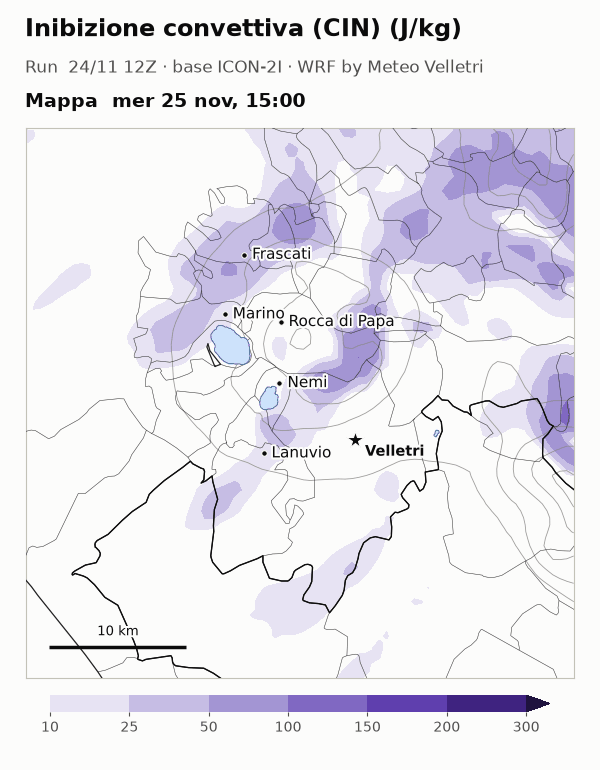 Inibizione convettiva (CIN) (J/kg)
Run  24/11 12Z · base ICON-2I · WRF by Meteo Velletri
Mappa  mer 25 nov, 15:00
Frascati
Marino
Rocca di Papa
Nemi
Velletri
Lanuvio
10 km
10 25 50 100 150 200 300